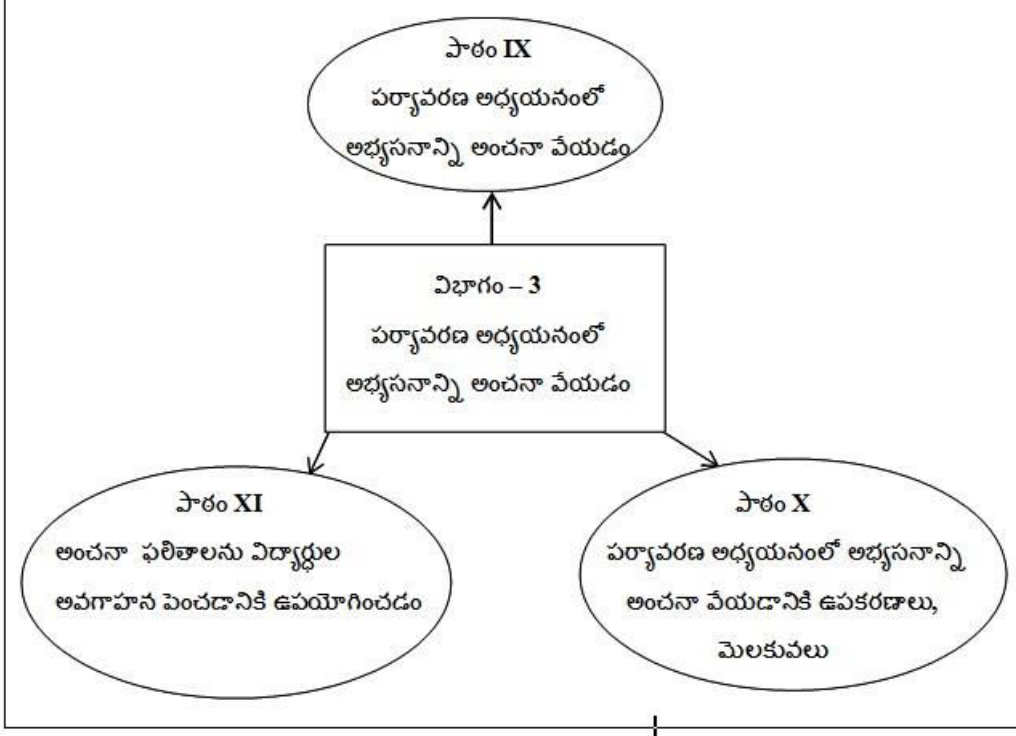 పాఠం IX
పర్యావరణ అధ్యయనంలో
అభ్యసనాన్ని అంచనా వేయడం
విభాగం – 3
పర్యావరణ అధ్యయనంలో
అభ్యసనాన్ని అంచనా వేయడం
పాఠం XI
అంచనా ఫలితాలను విద్యార్థుల
అవగాహన పెంచడానికి ఉపయోగించడం
పాఠం X
పర్యావరణ అధ్యయనంలో అభ్యసనాన్ని
అంచనా వేయడానికి ఉపకరణాలు,
మెలకువలు